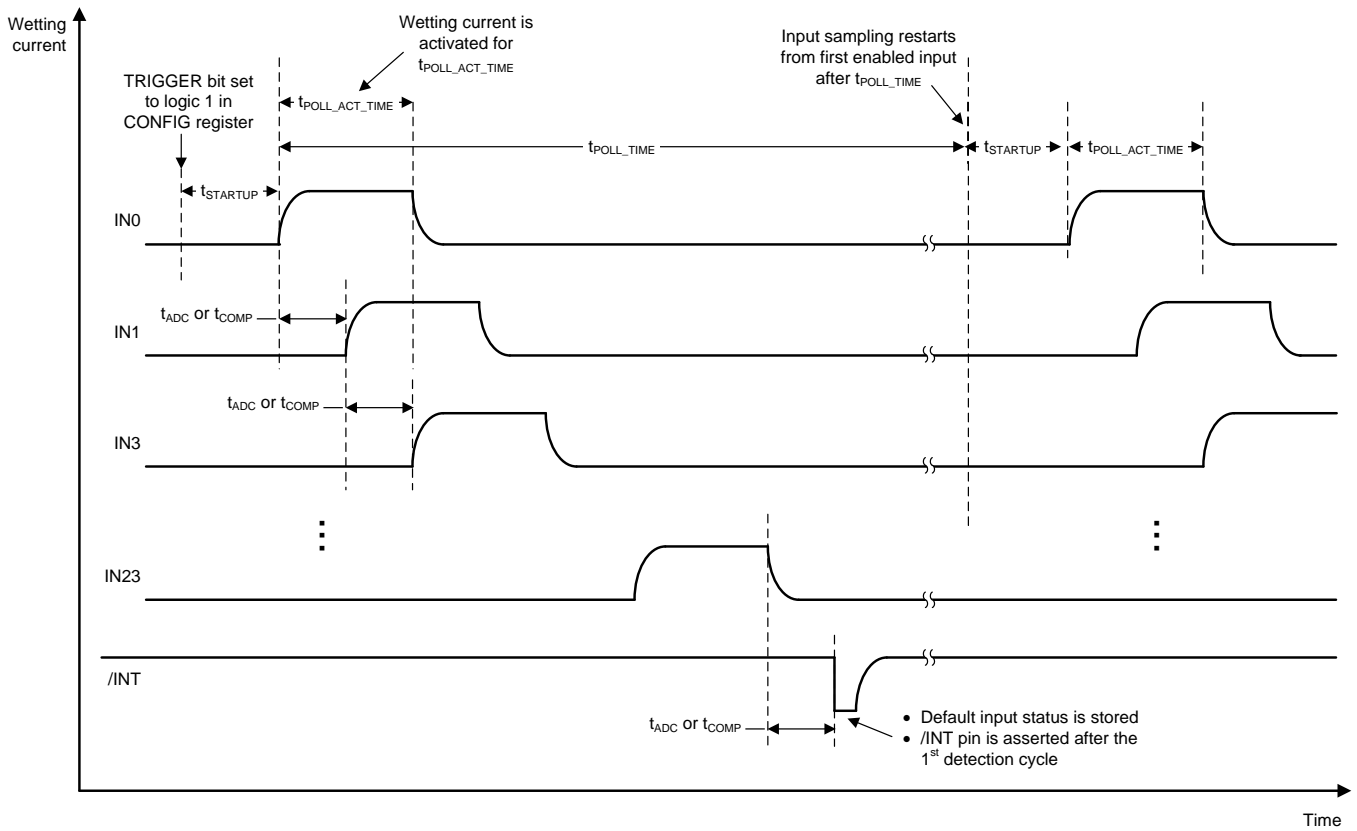 Wetting
current
Wetting current is
activated for
tPOLL_ACT_TIME
Input sampling restarts
from first enabled input
after tPOLL_TIME
TRIGGER bit set
to logic 1 in
CONFIG register
tPOLL_ACT_TIME
tPOLL_TIME
tSTARTUP
tPOLL_ACT_TIME
tSTARTUP
IN0
tADC or tCOMP
IN1
tADC or tCOMP
IN3
IN23
/INT
tADC or tCOMP
• Default input status is stored
• /INT pin is asserted after the
1st detection cycle
Time